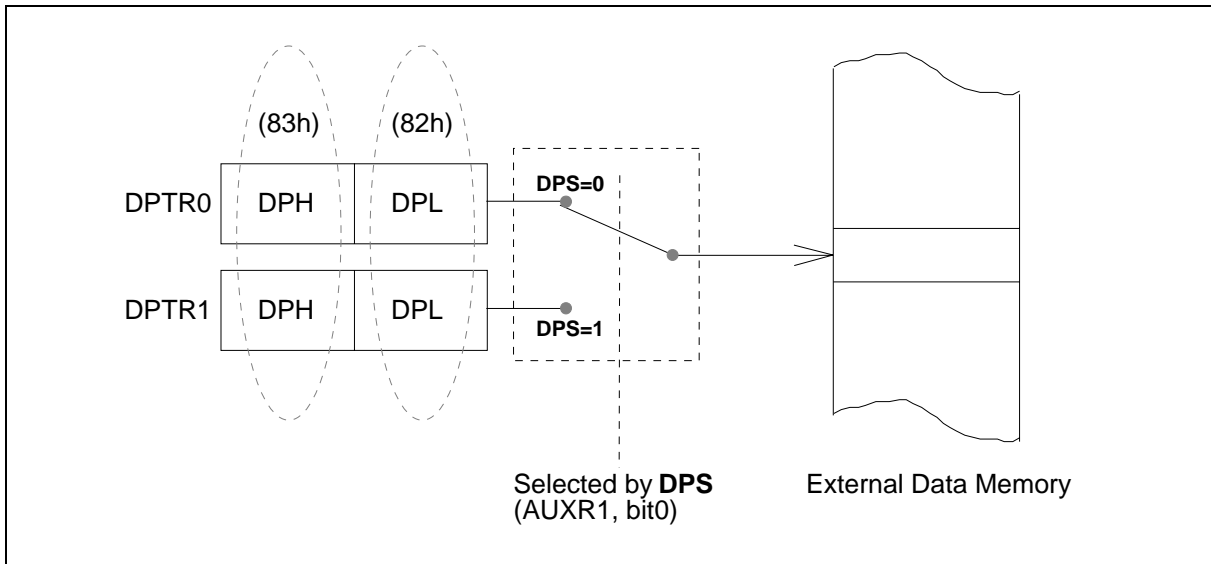 (83h) (82h)
DPTR0 DPH DPL DPS=0
DPTR1 DPH DPL DPS=1
Selected by DPS External Data Memory
(AUXR1, bit0)